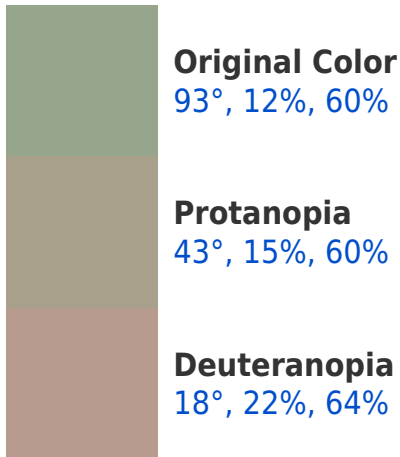 Original Color
93°, 12%, 60%
Protanopia
43°, 15%, 60%
Deuteranopia
18°, 22%, 64%